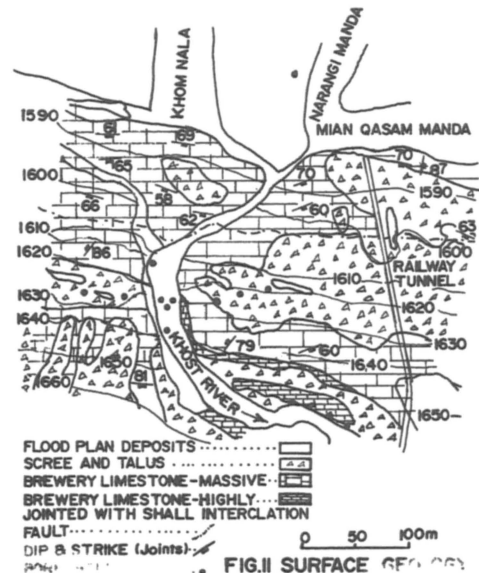 KHOM NALA
NARANGI MANDA
MIAN QASAM MANDA
1590
61
69
70
70
87
1600
65
58
70
1590
66
62
60
63
1610
86
1600
1620
1610
RAILWAY
TUNNEL
1630
1620
1640
1630
79
60
1640
1650
1660
81
KHOST RIVER
1650
FLOOD PLAN DEPOSITS
SCREE AND TALUS
BREWERY LIMESTONE-MASSIVE
BREWERY LIMESTONE-HIGHLY
JOINTED WITH SHALL INTERCLATION
FAULT
DIP & STRIKE (Joints)
0 50 100m
FIG.II SURFACE GEOLOGY